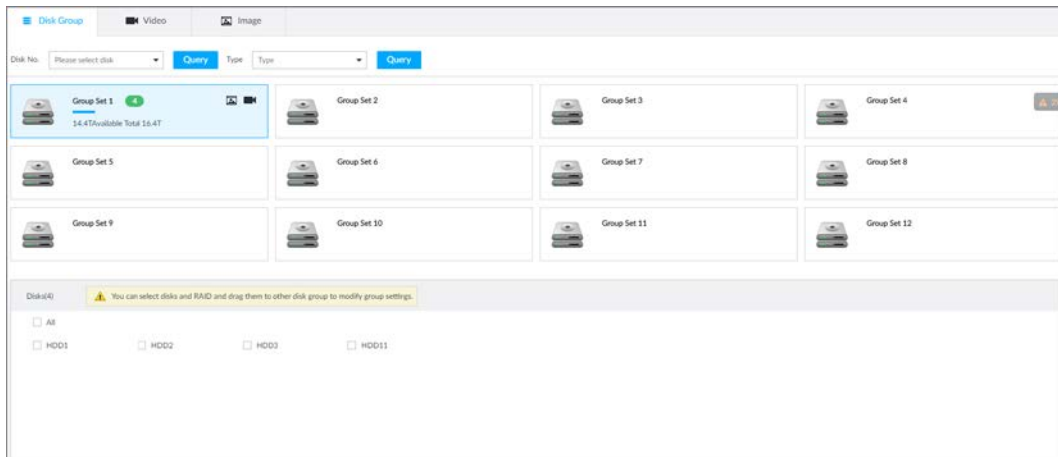 Disk Group Video Image
Disk No. Please select disk Query Type Type Query
Group Set 1 4 Group Set 2 Group Set 3 Group Set 4
14.4TAvailable Total 16.4T
Group Set 5 Group Set 6 Group Set 7 Group Set 8
Group Set 9 Group Set 10 Group Set 11 Group Set 12
Disks(4) You can select disks and RAID and drag them to other disk group to modify group settings.
All
HDD1 HDD2 HDD3 HDD11